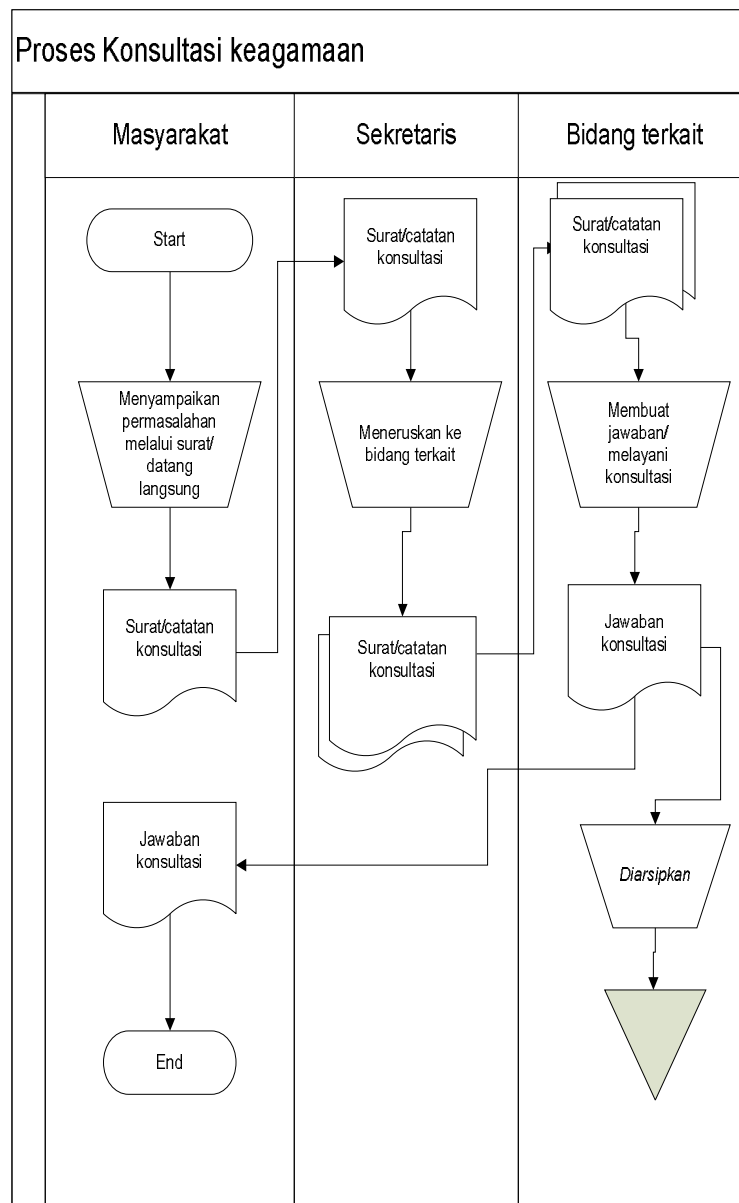 Proses Konsultasi keagamaan
Masyarakat
Sekretaris
Bidang terkait
Start
Menyampaikan
permasalahan
melalui surat/
datang
langsung
Surat/catatan
konsultasi
Jawaban
konsultasi
End
Surat/catatan
konsultasi
Meneruskan ke
bidang terkait
Surat/catatan
konsultasi
Surat/catatan
konsultasi
Membuat
jawaban/
melayani
konsultasi
Jawaban
konsultasi
Diarsipkan